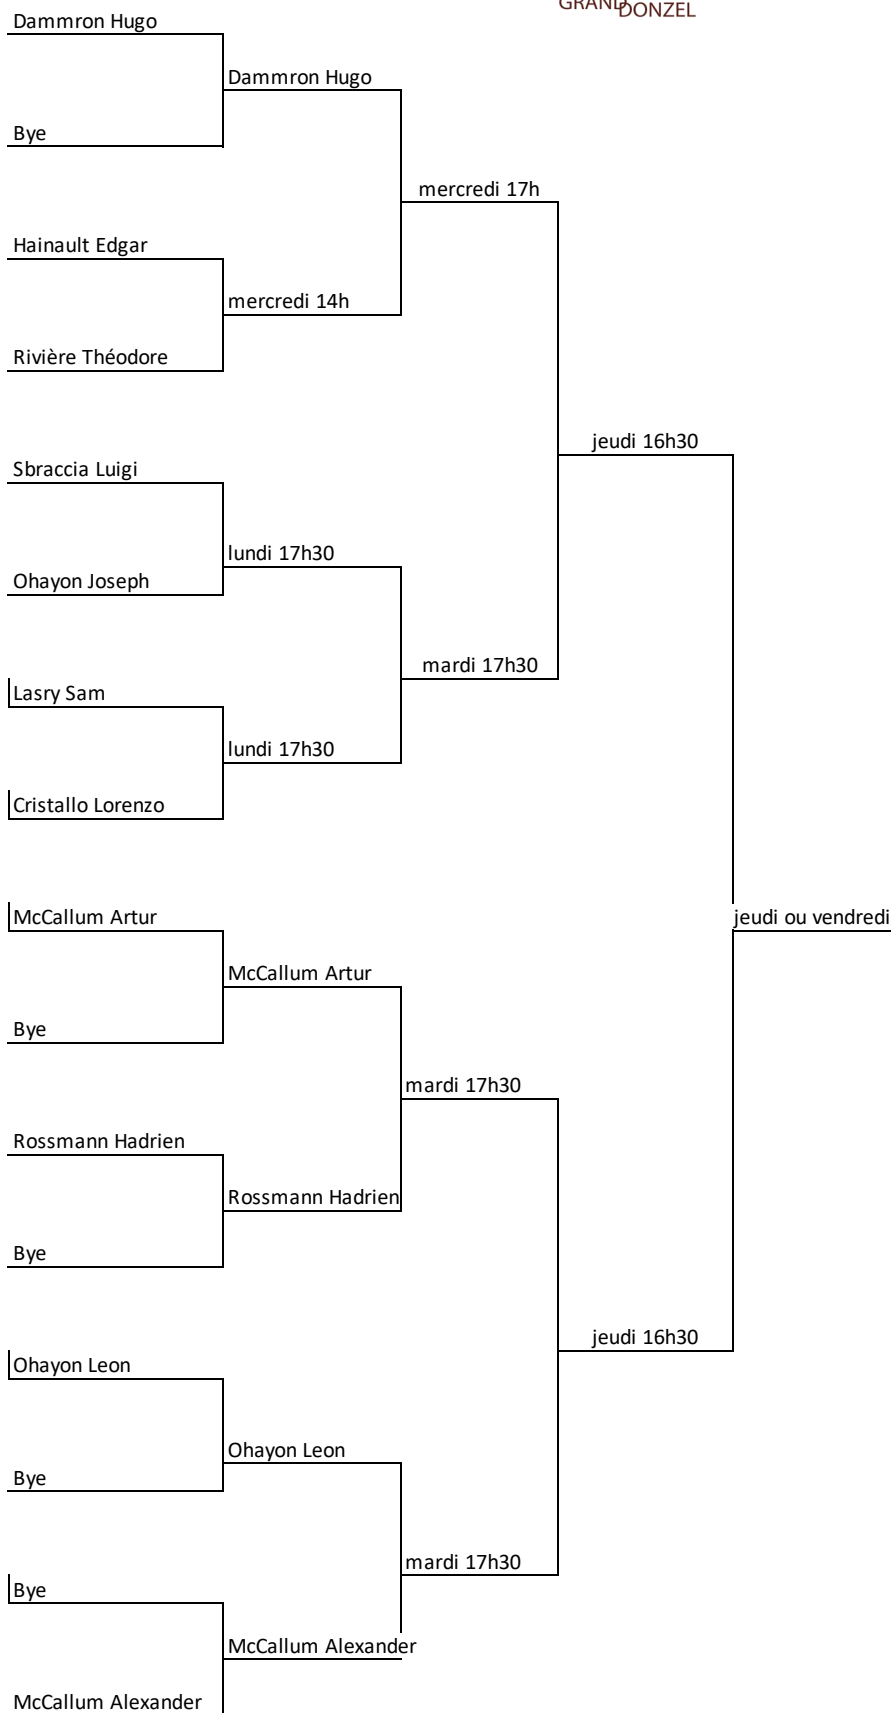 GRAND
DONZEL
Dammron Hugo
Dammron Hugo
Bye
mercredi 17h
Hainault Edgar
mercredi 14h
Rivière Théodore
jeudi 16h30
Sbraccia Luigi
lundi 17h30
Ohayon Joseph
mardi 17h30
Lasry Sam
lundi 17h30
Cristallo Lorenzo
McCallum Artur
jeudi ou vendredi
McCallum Artur
Bye
mardi 17h30
Rossmann Hadrien
Rossmann Hadrien
Bye
jeudi 16h30
Ohayon Leon
Ohayon Leon
Bye
mardi 17h30
Bye
McCallum Alexander
McCallum Alexander